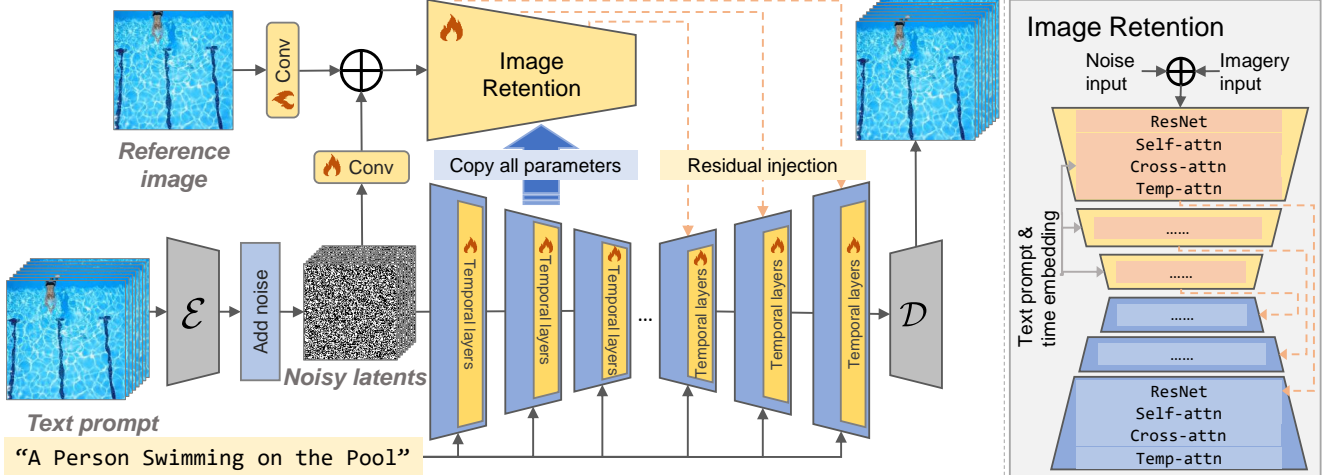 Conv
Image
Retention
Reference
image
Conv
Copy all parameters
Residual injection
ℰ
Add noise
Noisy latents
Temporal layers
Temporal layers
Temporal layers
...
Temporal layers
Temporal layers
Temporal layers
𝒟
Text prompt
“A Person Swimming on the Pool”
Image Retention
Noise
input
Imagery
input
ResNet
Self-attn
Cross-attn
Temp-attn
……
……
Text prompt &
time embedding
……
……
ResNet
Self-attn
Cross-attn
Temp-attn